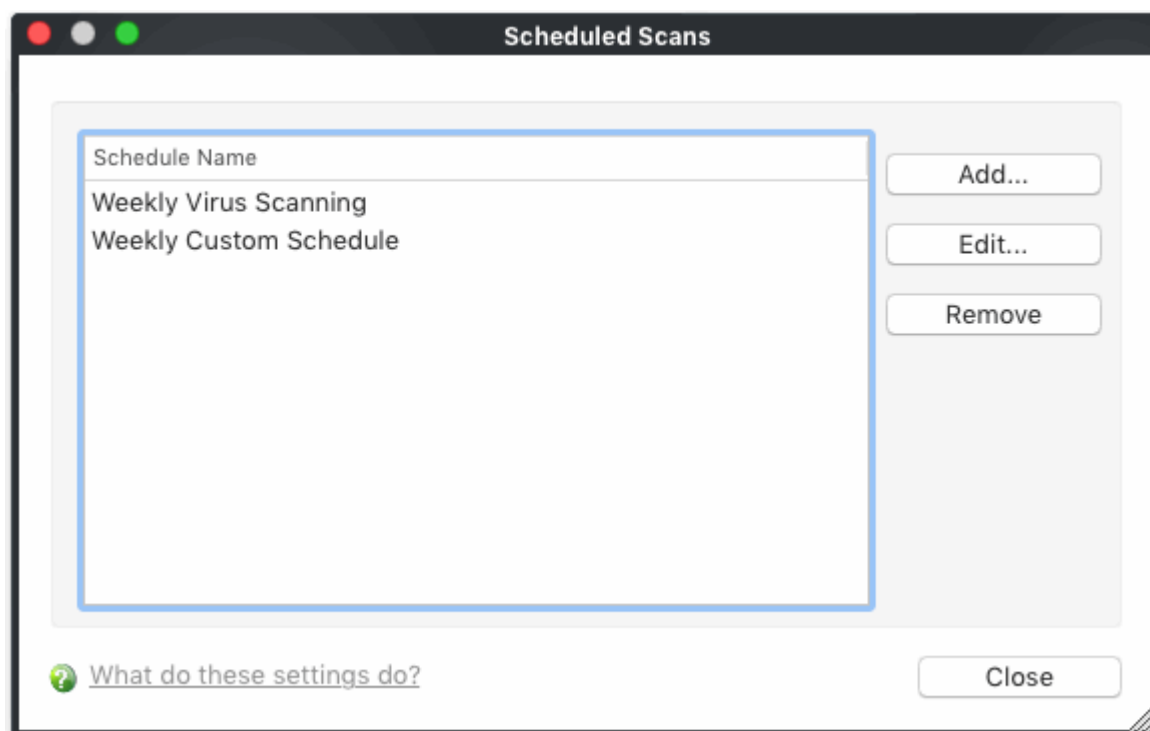 Scheduled Scans
Schedule Name
Weekly Virus Scanning
Weekly Custom Schedule
Add...
Edit...
Remove
What do these settings do?
Close